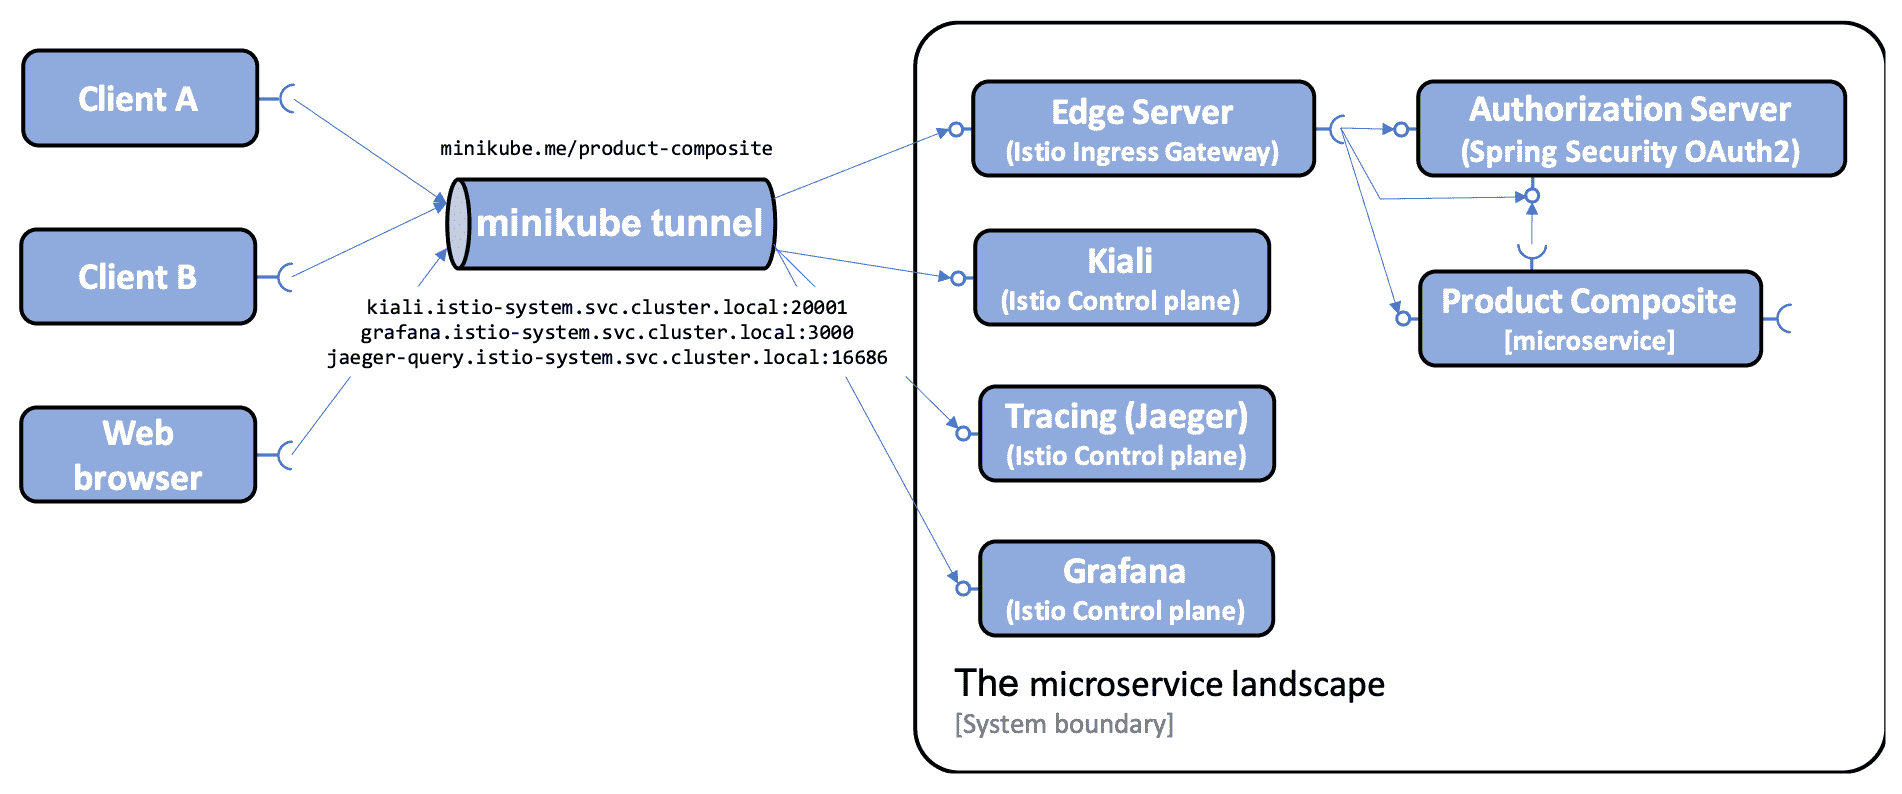 Client A
Client B
Web
browser
minikube.me/product-composite
minikube tunnel
kiali.istio-system.svc.cluster.local:20001
grafana.istio-system.svc.cluster.local:3000
jaeger-query.istio-system.svc.cluster.local:16686
Edge Server
(Istio Ingress Gateway)
Authorization Server
(Spring Security OAuth2)
Kiali
(Istio Control plane)
Product Composite
[microservice]
Tracing (Jaeger)
(Istio Control plane)
Grafana
(Istio Control plane)
The microservice landscape
[System boundary]